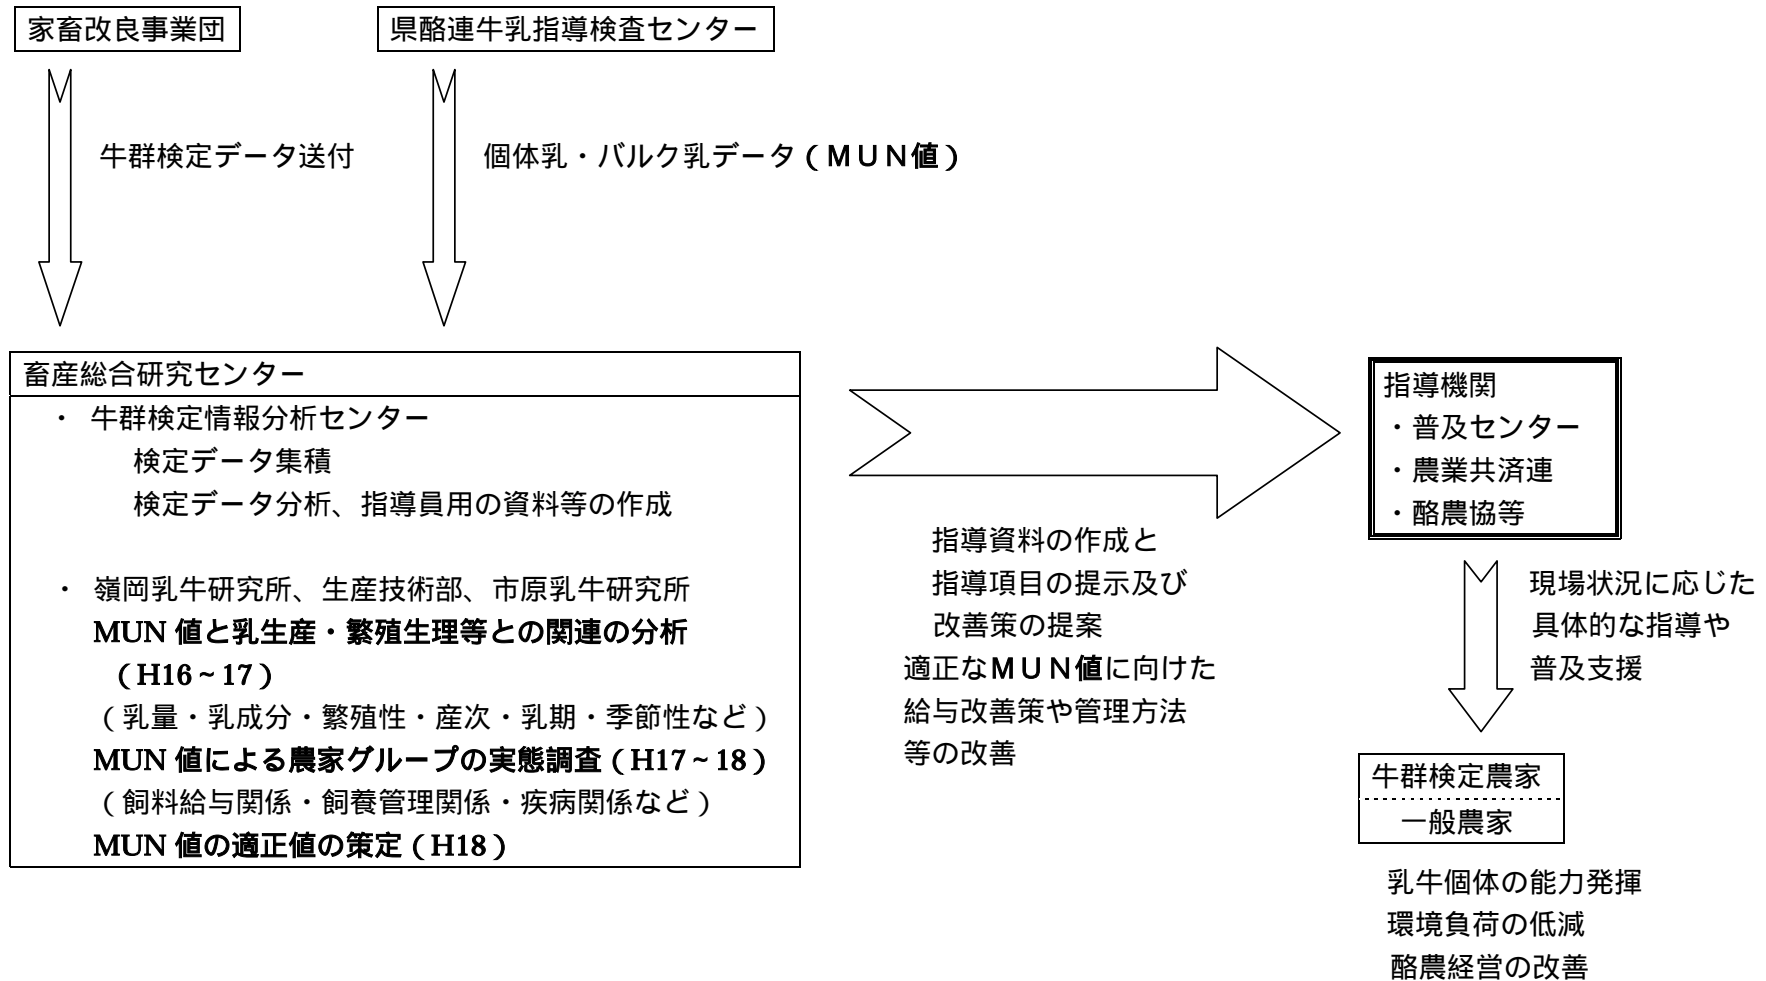 家畜改良事業団
県酪連牛乳指導検査センター
牛群検定データ送付
個体乳・バルク乳データ（ＭＵＮ値）
畜産総合研究センター
・ 牛群検定情報分析センター
検定データ集積
検定データ分析、指導員用の資料等の作成
・ 嶺岡乳牛研究所、生産技術部、市原乳牛研究所
MUN 値と乳生産・繁殖生理等との関連の分析
（H16～17）
（乳量・乳成分・繁殖性・産次・乳期・季節性など）
MUN 値による農家グループの実態調査（H17～18）
（飼料給与関係・飼養管理関係・疾病関係など）
MUN 値の適正値の策定（H18）
指導資料の作成と
指導項目の提示及び
改善策の提案
適正なＭＵＮ値に向けた
給与改善策や管理方法
等の改善
指導機関
・普及センター
・農業共済連
・酪農協等
現場状況に応じた
具体的な指導や
普及支援
牛群検定農家
一般農家
乳牛個体の能力発揮
環境負荷の低減
酪農経営の改善